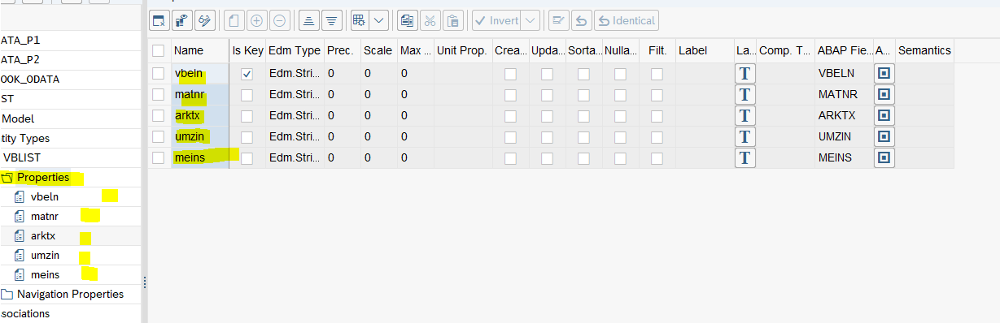 Invert
Identical
ATA_P1
ATA_P2
OOK_ODATA
ST
Model
tity Types
VBLIST
Properties
vbeln
matnr
arktx
umzin
meins
Navigation Properties
sociations
Name Is Key Edm Type Prec. Scale Max ... Unit Prop. Crea... Upda... Sorta... Nulla... Filt. Label La... Comp. T... ABAP Fie... A... Semantics
vbeln Edm.Stri... 0 0 0 T VBELN
matnr Edm.Stri... 0 0 0 T MATNR
arktx Edm.Stri... 0 0 0 T ARKTX
umzin Edm.Stri... 0 0 0 T UMZIN
meins Edm.Stri... 0 0 0 T MEINS